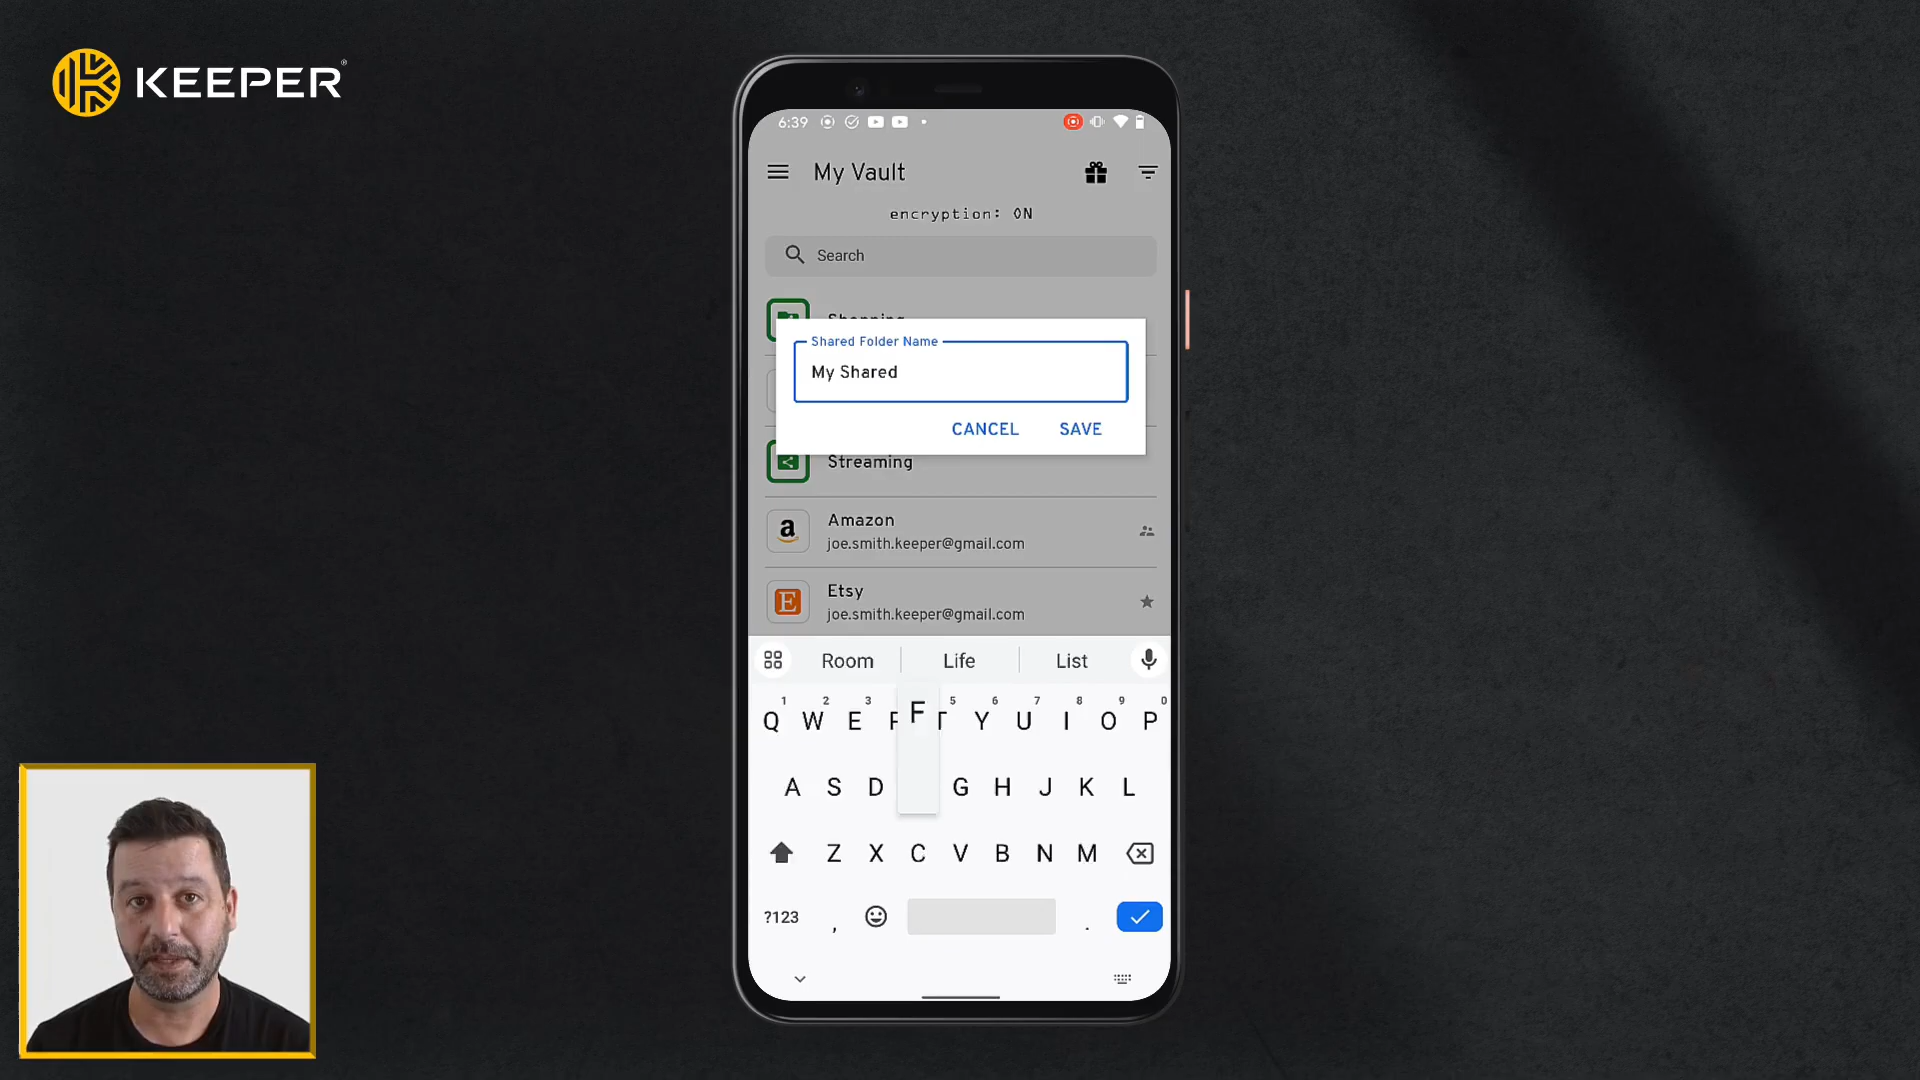 KEEPER
6:39
My Vault
encryption: ON
Search
Shopping
Shared Folder Name
My Shared
CANCEL SAVE
Streaming
Amazon
joe.smith.keeper@gmail.com
Etsy
joe.smith.keeper@gmail.com
Room Life List
1 2 3 5 6 7 8 9 0
Q W E F T Y U I O P
A S D G H J K L
Z X C V B N M
?123 , .